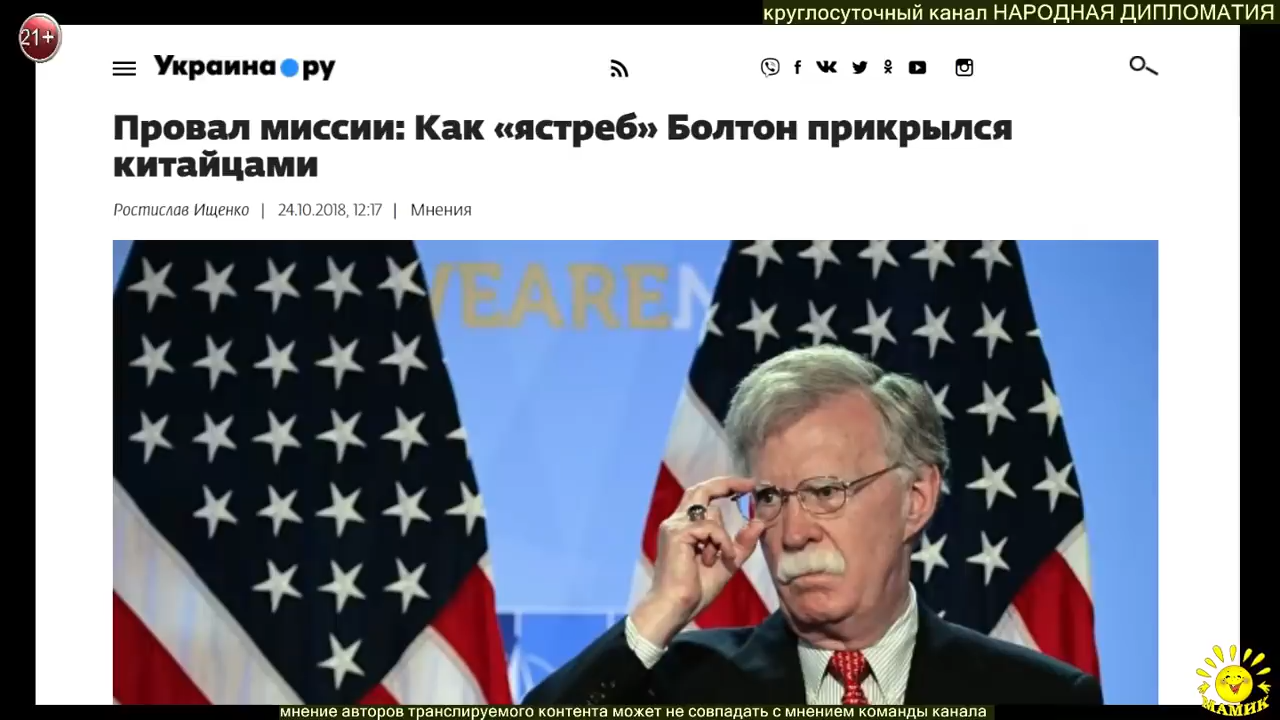 круглосуточный канал НАРОДНАЯ ДИПЛОМАТИЯ
21+
Украина ру
Провал миссии: Как «ястреб» Болтон прикрылся
китайцами
Ростислав Ищенко | 24.10.2018, 12:17 | Мнения
WEARE
МАМИК
мнение авторов транслируемого контента может не совпадать с мнением команды канала